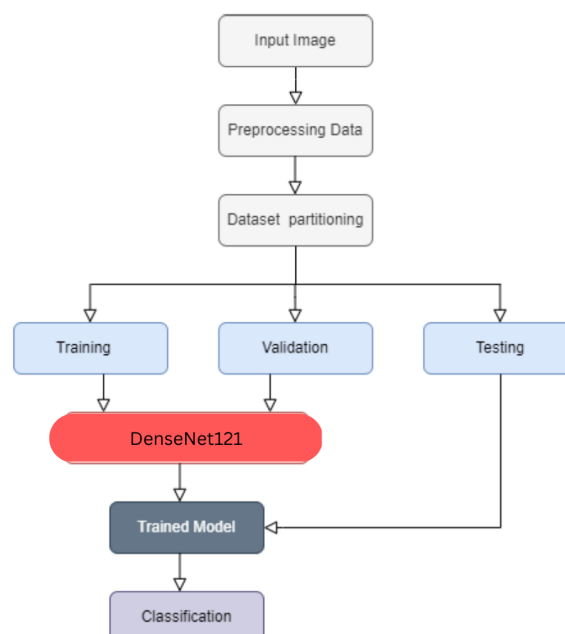 Input Image
Preprocessing Data
Dataset partitioning
Training
Validation
Testing
DenseNet121
Trained Model
Classification